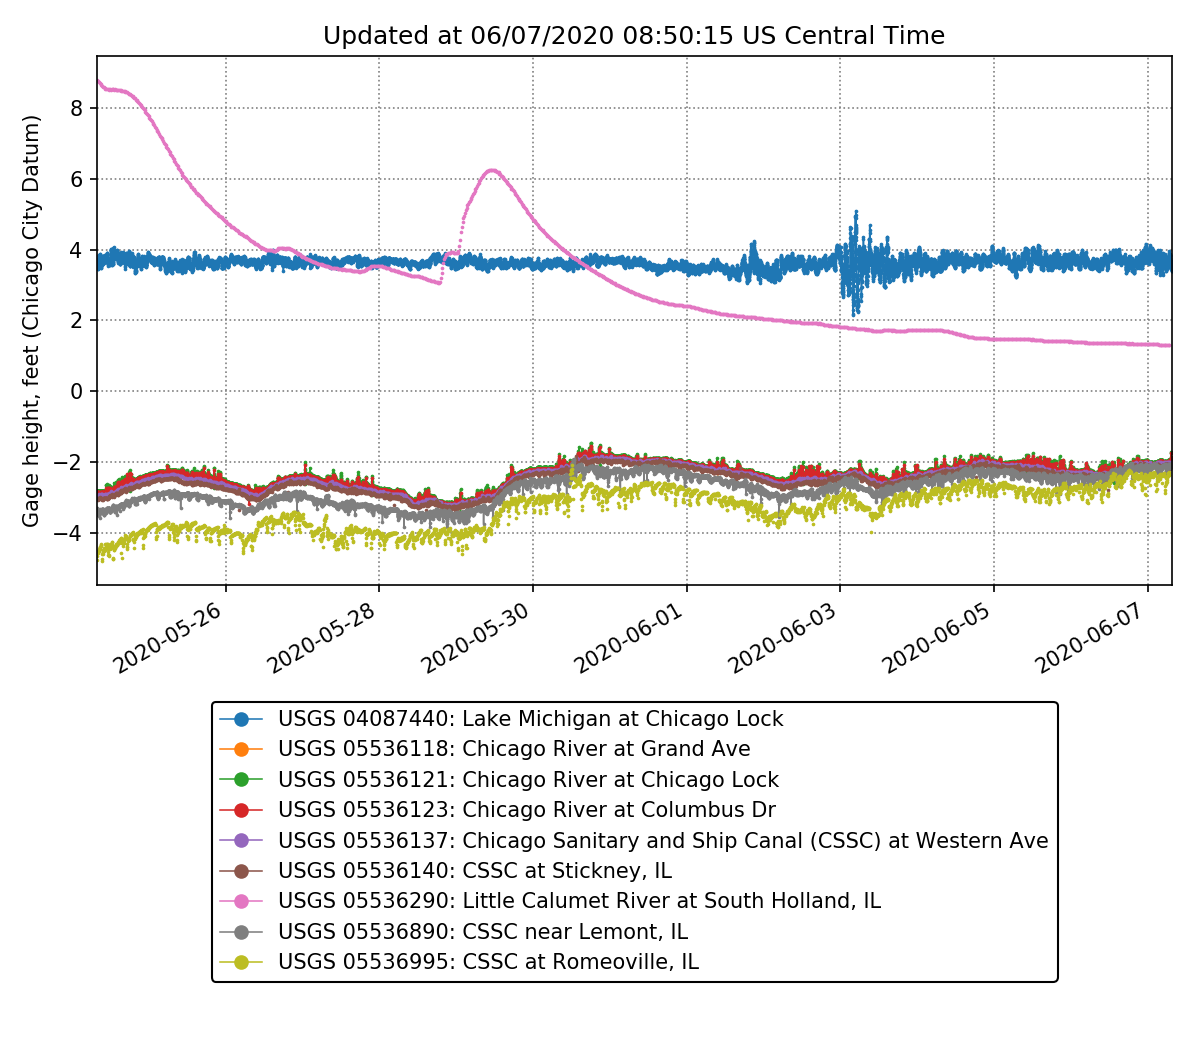 Updated at 06/07/2020 08:50:15 US Central Time
Gage height, feet (Chicago City Datum)
8
6
4
2
0
−2
−4
2020-05-26
2020-05-28
2020-05-30
2020-06-01
2020-06-03
2020-06-05
2020-06-07
USGS 04087440: Lake Michigan at Chicago Lock
USGS 05536118: Chicago River at Grand Ave
USGS 05536121: Chicago River at Chicago Lock
USGS 05536123: Chicago River at Columbus Dr
USGS 05536137: Chicago Sanitary and Ship Canal (CSSC) at Western Ave
USGS 05536140: CSSC at Stickney, IL
USGS 05536290: Little Calumet River at South Holland, IL
USGS 05536890: CSSC near Lemont, IL
USGS 05536995: CSSC at Romeoville, IL